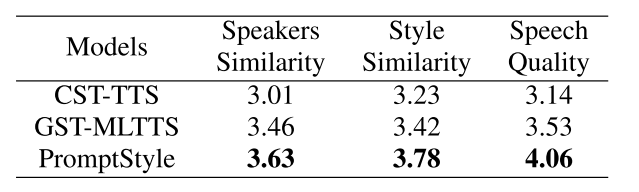 Models Speakers Similarity Style Similarity Speech Quality
CST-TTS 3.01 3.23 3.14
GST-MLTTS 3.46 3.42 3.53
PromptStyle 3.63 3.78 4.06